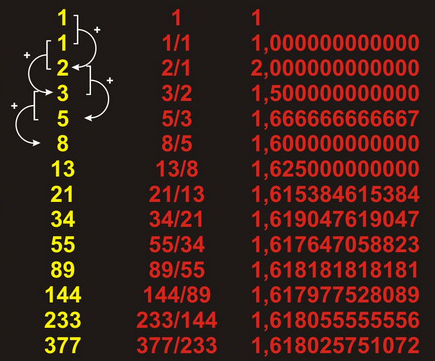 1 1 1
1 1/1 1,000000000000
2 2/1 2,000000000000
3 3/2 1,500000000000
5 5/3 1,666666666667
8 8/5 1,600000000000
13 13/8 1,625000000000
21 21/13 1,615384615384
34 34/21 1,619047619047
55 55/34 1,617647058823
89 89/55 1,618181818181
144 144/89 1,617977528089
233 233/144 1,618055555556
377 377/233 1,618025751072
+
+
+
+